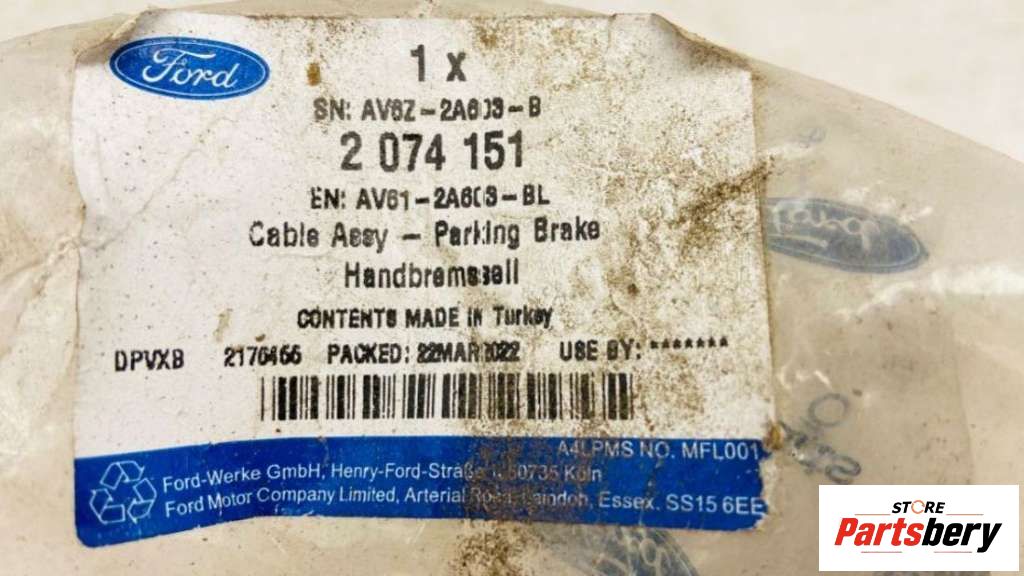 Ford
1 x
SN: AV6Z-2A603-B
2 074 151
EN: AV61-2A603-BL
Cable Assy - Parking Brake
Handbremsseil
CONTENTS MADE IN Turkey
DPVXB 2176466 PACKED: 22MAR2022 USE BY: *******
A4LPMS NO. MFL001
Ford-Werke GmbH, Henry-Ford-Straße 1, 50735 Köln
Ford Motor Company Limited, Arterial Road, Laindon, Essex. SS15 6EE
Ford
STORE
Partsbery